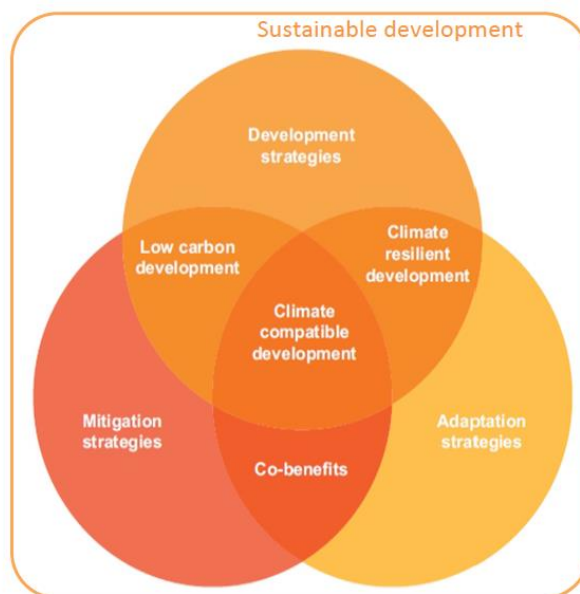 Sustainable development
Development
strategies
Low carbon
development
Climate
resilient
development
Climate
compatible
development
Mitigation
strategies
Adaptation
strategies
Co-benefits